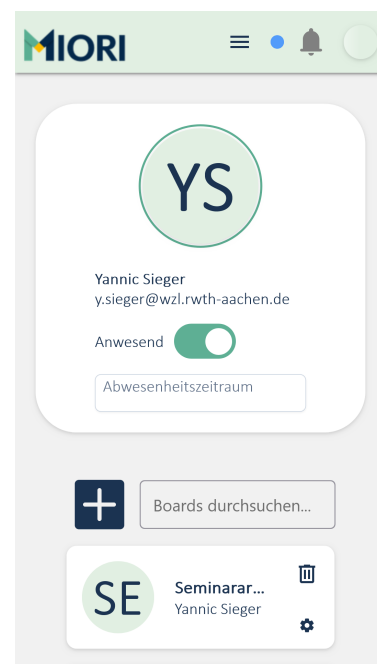 MIORI
YS
Yannic Sieger
y.sieger@wzl.rwth-aachen.de
Anwesend
Abwesenheitszeitraum
Boards durchsuchen...
SE
Seminarar...
Yannic Sieger